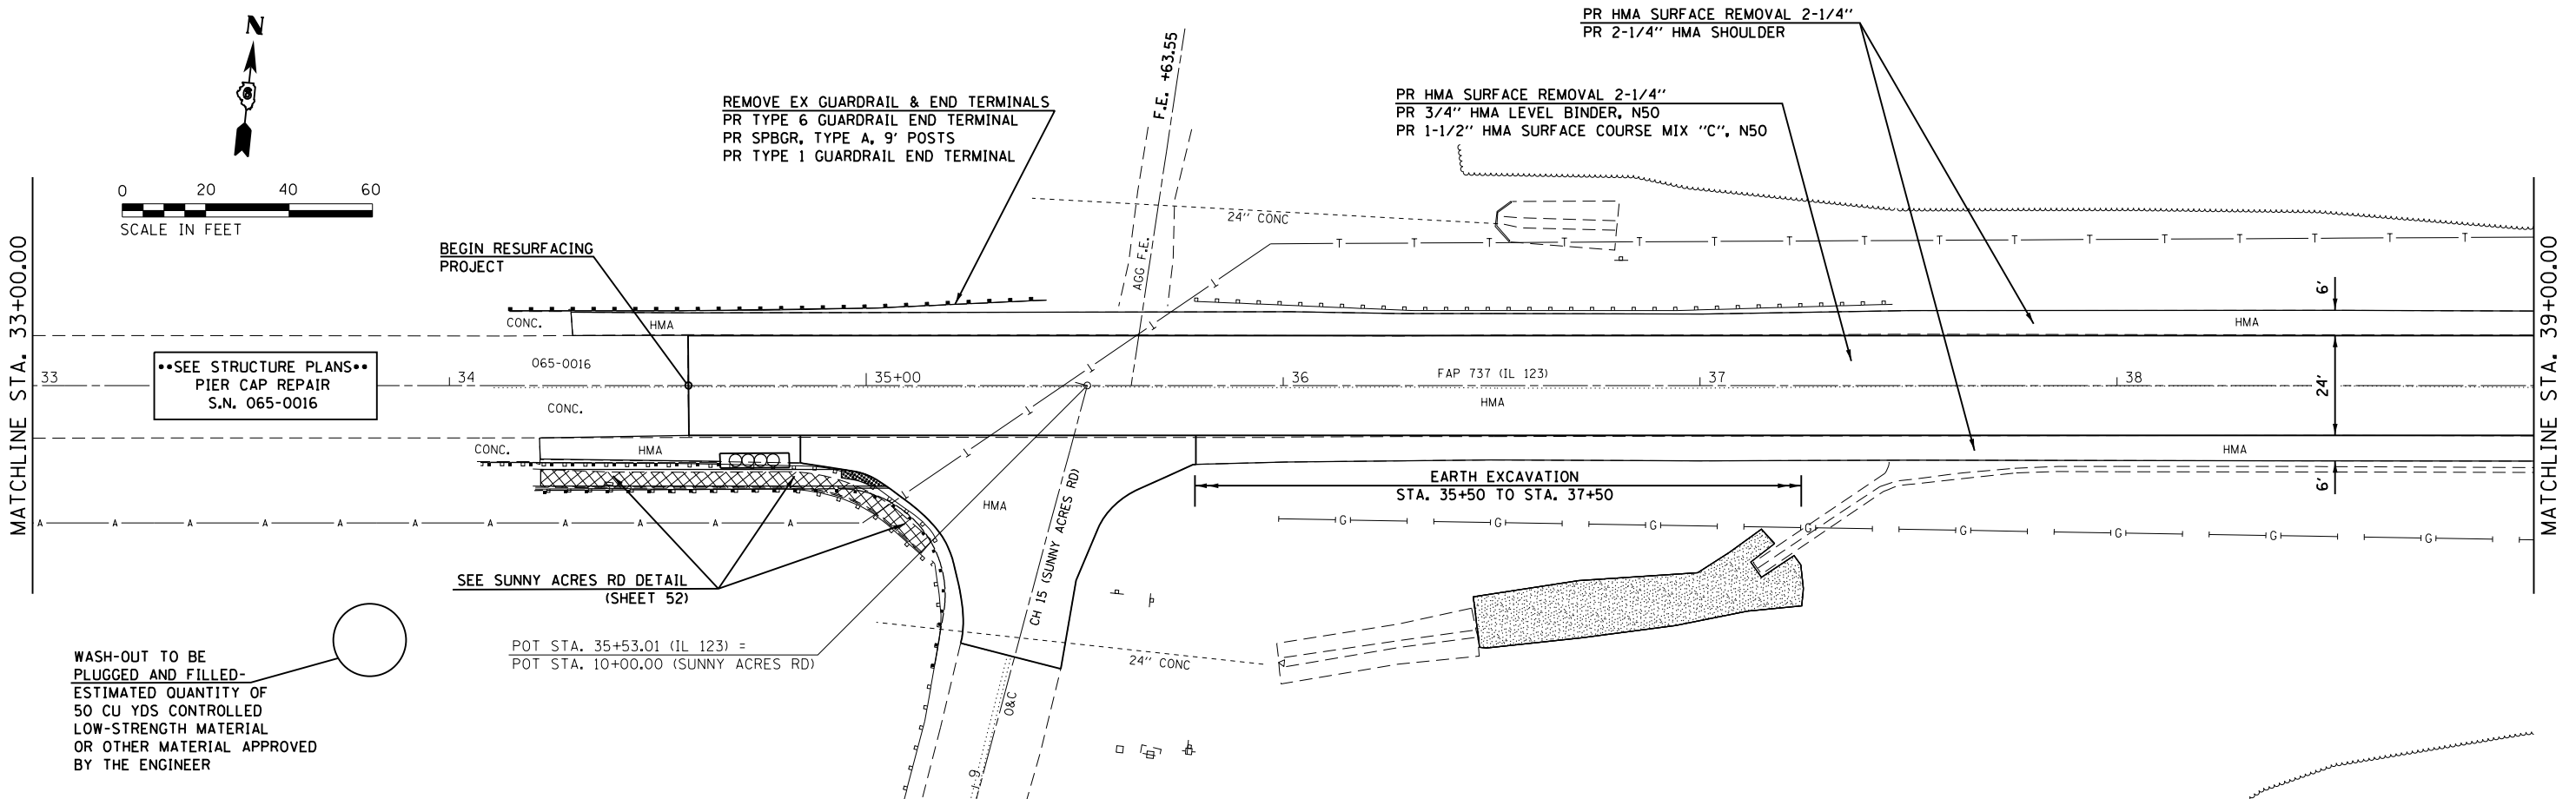 N
0 20 40 60
SCALE IN FEET
PR HMA SURFACE REMOVAL 2-1/4"
PR 2-1/4" HMA SHOULDER
PR HMA SURFACE REMOVAL 2-1/4"
PR 3/4" HMA LEVEL BINDER, N50
PR 1-1/2" HMA SURFACE COURSE MIX "C", N50
REMOVE EX GUARDRAIL & END TERMINALS
PR TYPE 6 GUARDRAIL END TERMINAL
PR SPBGR, TYPE A, 9' POSTS
PR TYPE 1 GUARDRAIL END TERMINAL
F.E. +63.55
AGG F.E.
24" CONC
T T T T T T T T T T T T T T T T
BEGIN RESURFACING
PROJECT
MATCHLINE STA. 33+00.00
MATCHLINE STA. 39+00.00
CONC.
HMA
HMA
6'
065-0016
••SEE STRUCTURE PLANS••
PIER CAP REPAIR
S.N. 065-0016
33 34 35+00 36 37 38
FAP 737 (IL 123)
24'
CONC.
HMA
CONC.
HMA
HMA
6'
HMA
CH 15 (SUNNY ACRES RD)
EARTH EXCAVATION
STA. 35+50 TO STA. 37+50
A A A A A A A A A A A
G G G G G G G G
SEE SUNNY ACRES RD DETAIL
(SHEET 52)
POT STA. 35+53.01 (IL 123) =
POT STA. 10+00.00 (SUNNY ACRES RD)
24" CONC
O&C
9
WASH-OUT TO BE
PLUGGED AND FILLED-
ESTIMATED QUANTITY OF
50 CU YDS CONTROLLED
LOW-STRENGTH MATERIAL
OR OTHER MATERIAL APPROVED
BY THE ENGINEER